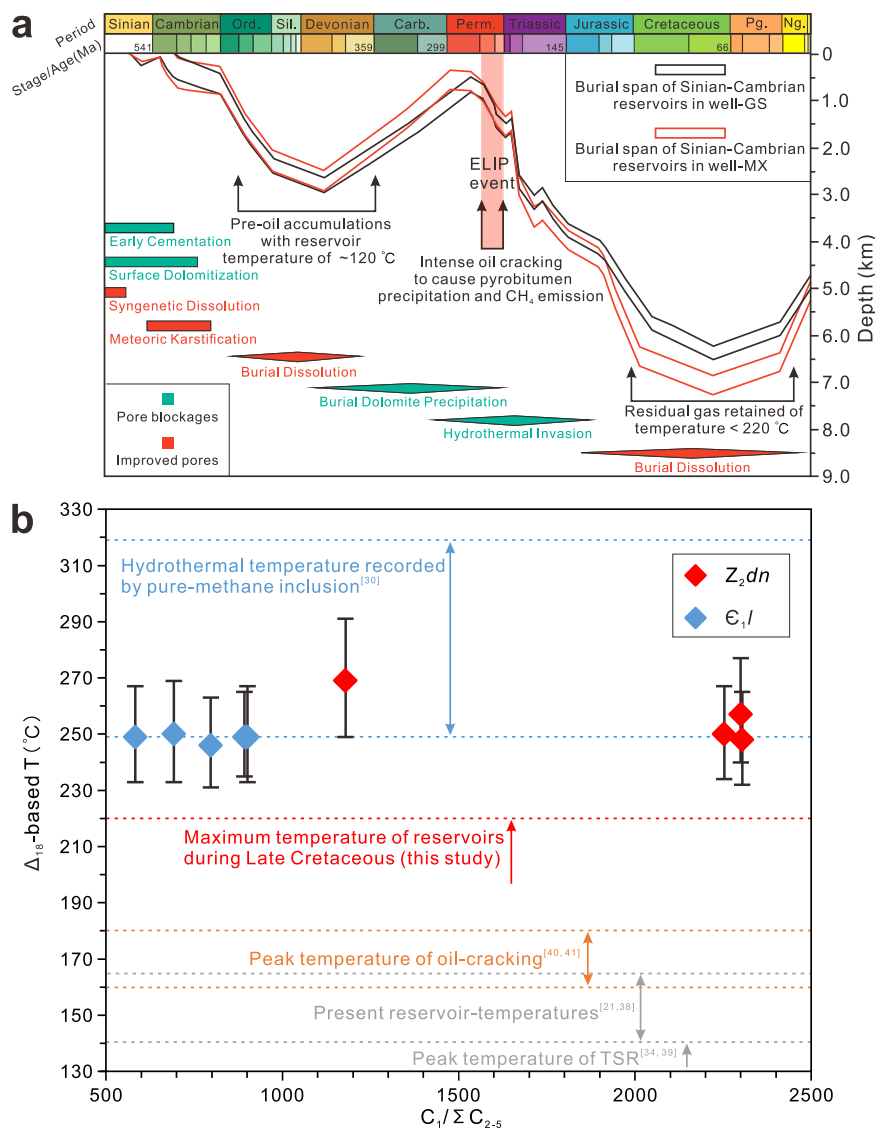 a
Period
Stage/Age(Ma)
Sinian
Cambrian
Ord.
Sil.
Devonian
Carb.
Perm.
Triassic
Jurassic
Cretaceous
Pg.
Ng.
541
359
299
145
66
0
1.0
2.0
3.0
4.0
5.0
6.0
7.0
8.0
9.0
Depth (km)
Burial span of Sinian-Cambrian
reservoirs in well-GS
Burial span of Sinian-Cambrian
reservoirs in well-MX
ELIP
event
Pre-oil accumulations
with reservoir
temperature of ~120 °C
Intense oil cracking
to cause pyrobitumen
precipitation and CH₄ emission
Early Cementation
Surface Dolomitization
Syngenetic Dissolution
Meteoric Karstification
Burial Dissolution
Burial Dolomite Precipitation
Hydrothermal Invasion
Residual gas retained of
temperature < 220 °C
Burial Dissolution
Pore blockages
Improved pores
b
330
310
290
270
250
230
210
190
170
150
130
Δ₁₈-based T (°C)
Hydrothermal temperature recorded
by pure-methane inclusion[30]
Z₂dn
Є₁l
Maximum temperature of reservoirs
during Late Cretaceous (this study)
Peak temperature of oil-cracking[40, 41]
Present reservoir-temperatures[21,38]
Peak temperature of TSR[34, 39]
500
1000
1500
2000
2500
C₁/ΣC₂₋₅